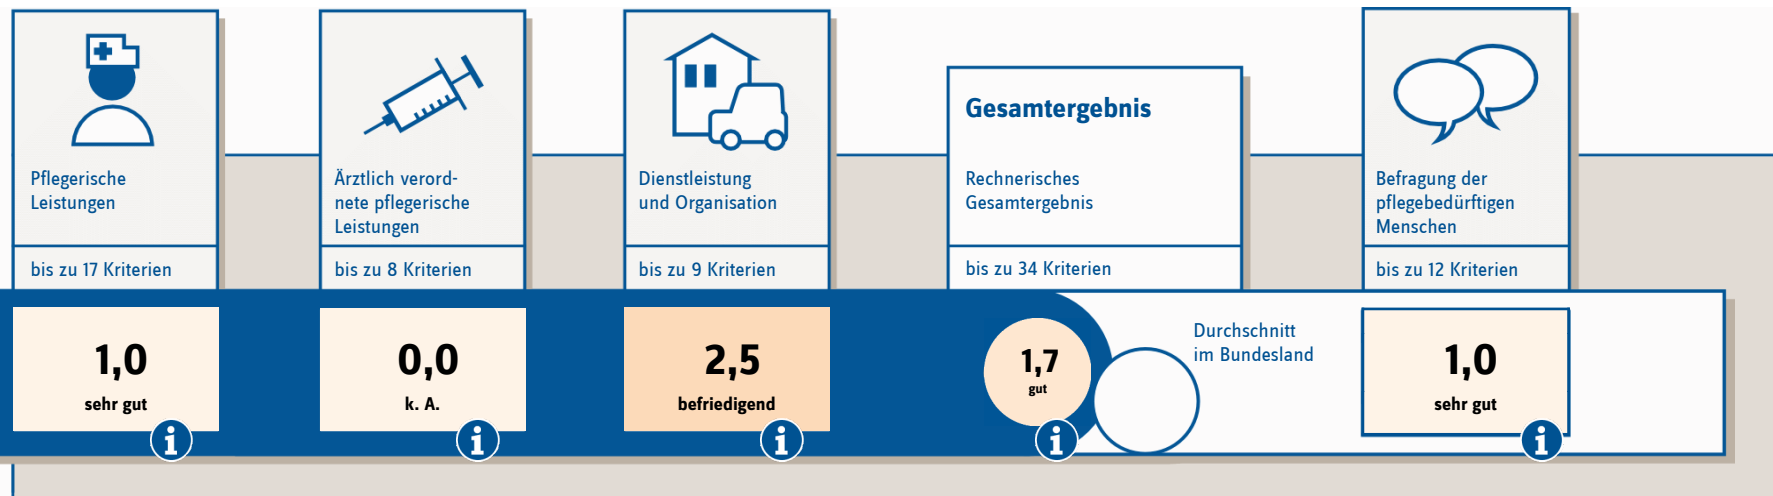 Pflegerische
Leistungen
bis zu 17 Kriterien
1,0
sehr gut
i
Ärztlich verord-
nete pflegerische
Leistungen
bis zu 8 Kriterien
0,0
k. A.
i
Dienstleistung
und Organisation
bis zu 9 Kriterien
2,5
befriedigend
i
Gesamtergebnis
Rechnerisches
Gesamtergebnis
bis zu 34 Kriterien
1,7
gut
i
Durchschnitt
im Bundesland
Befragung der
pflegebedürftigen
Menschen
bis zu 12 Kriterien
1,0
sehr gut
i